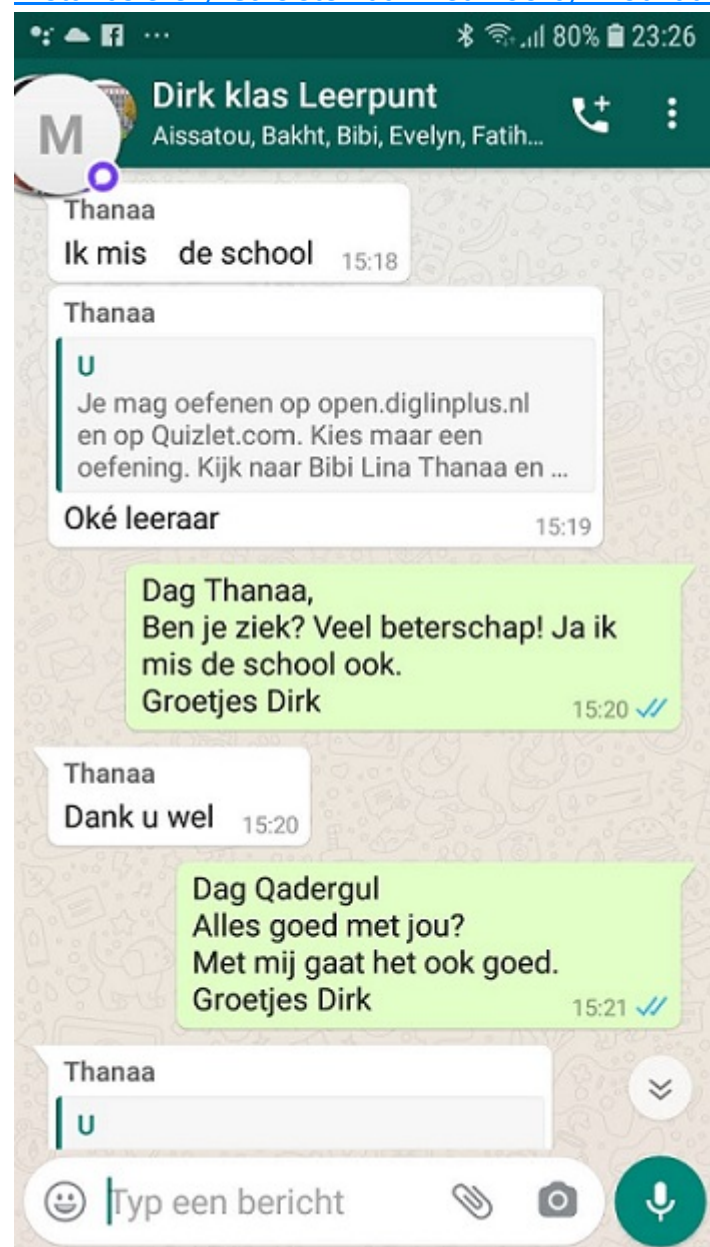 80% 23:26
M
Dirk klas Leerpunt
Aissatou, Bakht, Bibi, Evelyn, Fatih...
Thanaa
Ik mis de school 15:18
Thanaa
U
Je mag oefenen op open.diglinplus.nl
en op Quizlet.com. Kies maar een
oefening. Kijk naar Bibi Lina Thanaa en ...
Oké leeraar 15:19
Dag Thanaa,
Ben je ziek? Veel beterschap! Ja ik
mis de school ook.
Groetjes Dirk 15:20
Thanaa
Dank u wel 15:20
Dag Qadergul
Alles goed met jou?
Met mij gaat het ook goed.
Groetjes Dirk 15:21
Thanaa
U
Typ een bericht